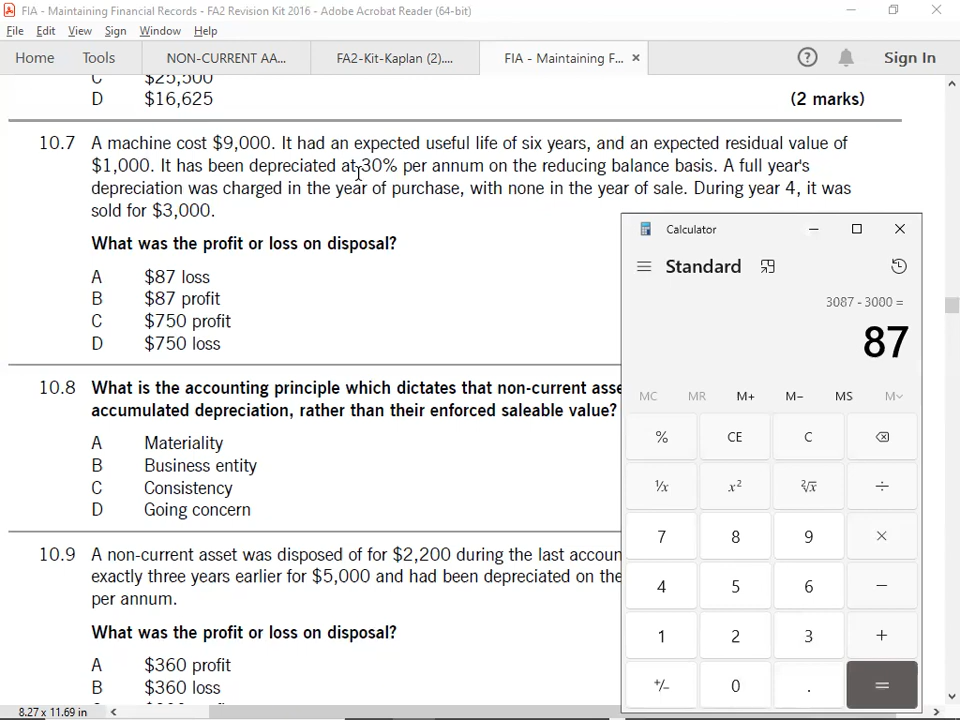 FIA - Maintaining Financial Records - FA2 Revision Kit 2016 - Adobe Acrobat Reader (64-bit)
File Edit View Sign Window Help
Home Tools NON-CURRENT AA... FA2-Kit-Kaplan (2).... FIA - Maintaining F... × Sign In
C $25,500
D $16,625 (2 marks)
10.7 A machine cost $9,000. It had an expected useful life of six years, and an expected residual value of
$1,000. It has been depreciated at 30% per annum on the reducing balance basis. A full year's
depreciation was charged in the year of purchase, with none in the year of sale. During year 4, it was
sold for $3,000.
What was the profit or loss on disposal?
A $87 loss
B $87 profit
C $750 profit
D $750 loss
10.8 What is the accounting principle which dictates that non-current asse
accumulated depreciation, rather than their enforced saleable value?
A Materiality
B Business entity
C Consistency
D Going concern
10.9 A non-current asset was disposed of for $2,200 during the last accoun
exactly three years earlier for $5,000 and had been depreciated on the
per annum.
What was the profit or loss on disposal?
A $360 profit
B $360 loss
8.27 x 11.69 in
Calculator
Standard
3087 - 3000 =
87
MC MR M+ M− MS M˅
% CE C ⌫
¹/x x² ²√x ÷
7 8 9 ×
4 5 6 −
1 2 3 +
+/− 0 . =